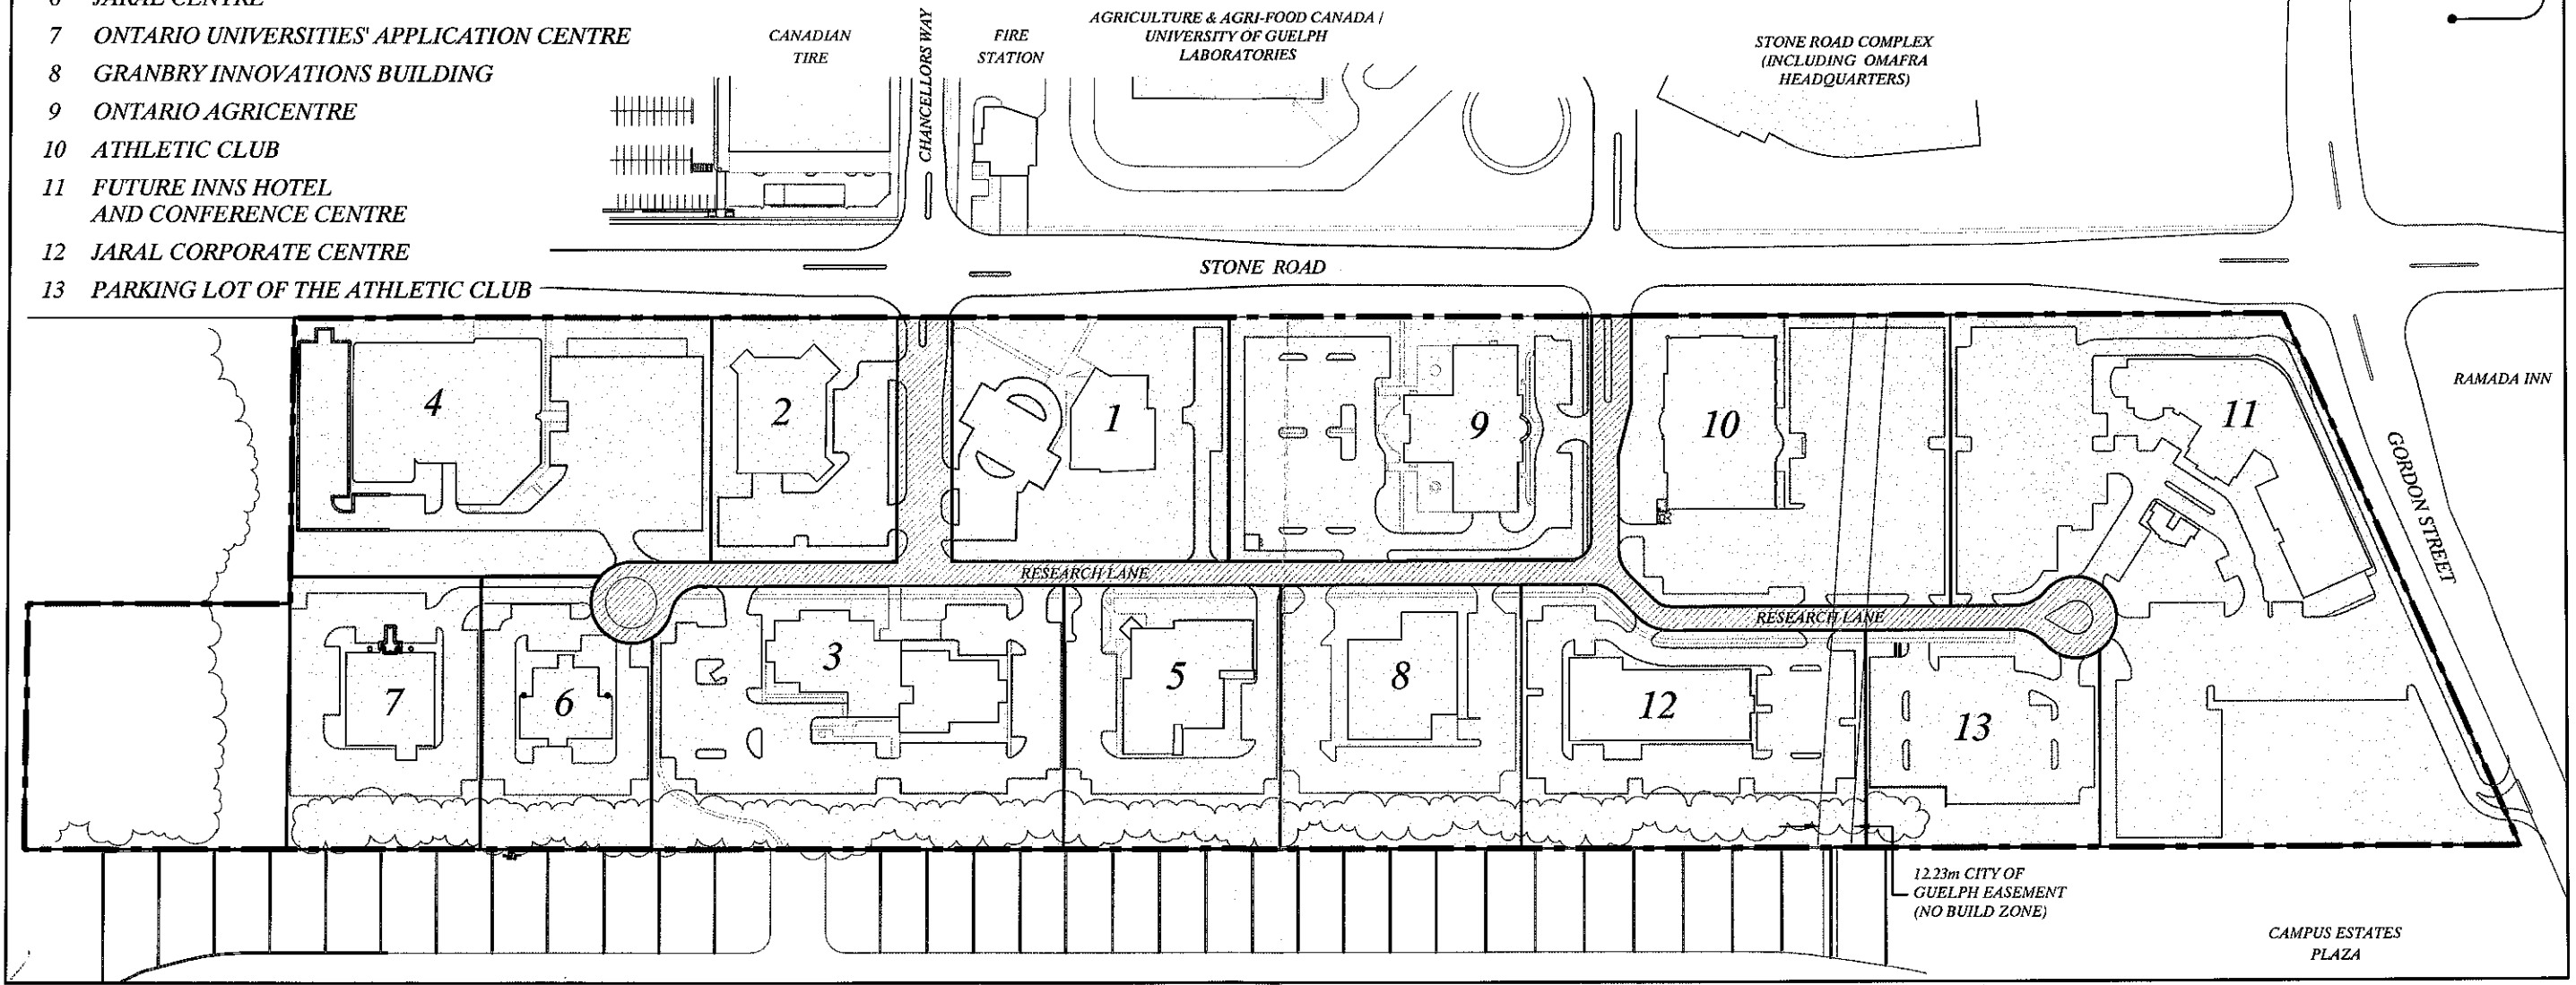 6 JARAL CENTRE
7 ONTARIO UNIVERSITIES' APPLICATION CENTRE
8 GRANBRY INNOVATIONS BUILDING
9 ONTARIO AGRICENTRE
10 ATHLETIC CLUB
11 FUTURE INNS HOTEL
AND CONFERENCE CENTRE
12 JARAL CORPORATE CENTRE
13 PARKING LOT OF THE ATHLETIC CLUB
CANADIAN
TIRE
CHANCELLORS WAY
FIRE
STATION
AGRICULTURE & AGRI-FOOD CANADA /
UNIVERSITY OF GUELPH
LABORATORIES
STONE ROAD COMPLEX
(INCLUDING OMAFRA
HEADQUARTERS)
STONE ROAD
RAMADA INN
GORDON STREET
4
2
1
9
10
11
RESEARCH LANE
RESEARCH LANE
7
6
3
5
8
12
13
12.23m CITY OF
GUELPH EASEMENT
(NO BUILD ZONE)
CAMPUS ESTATES
PLAZA